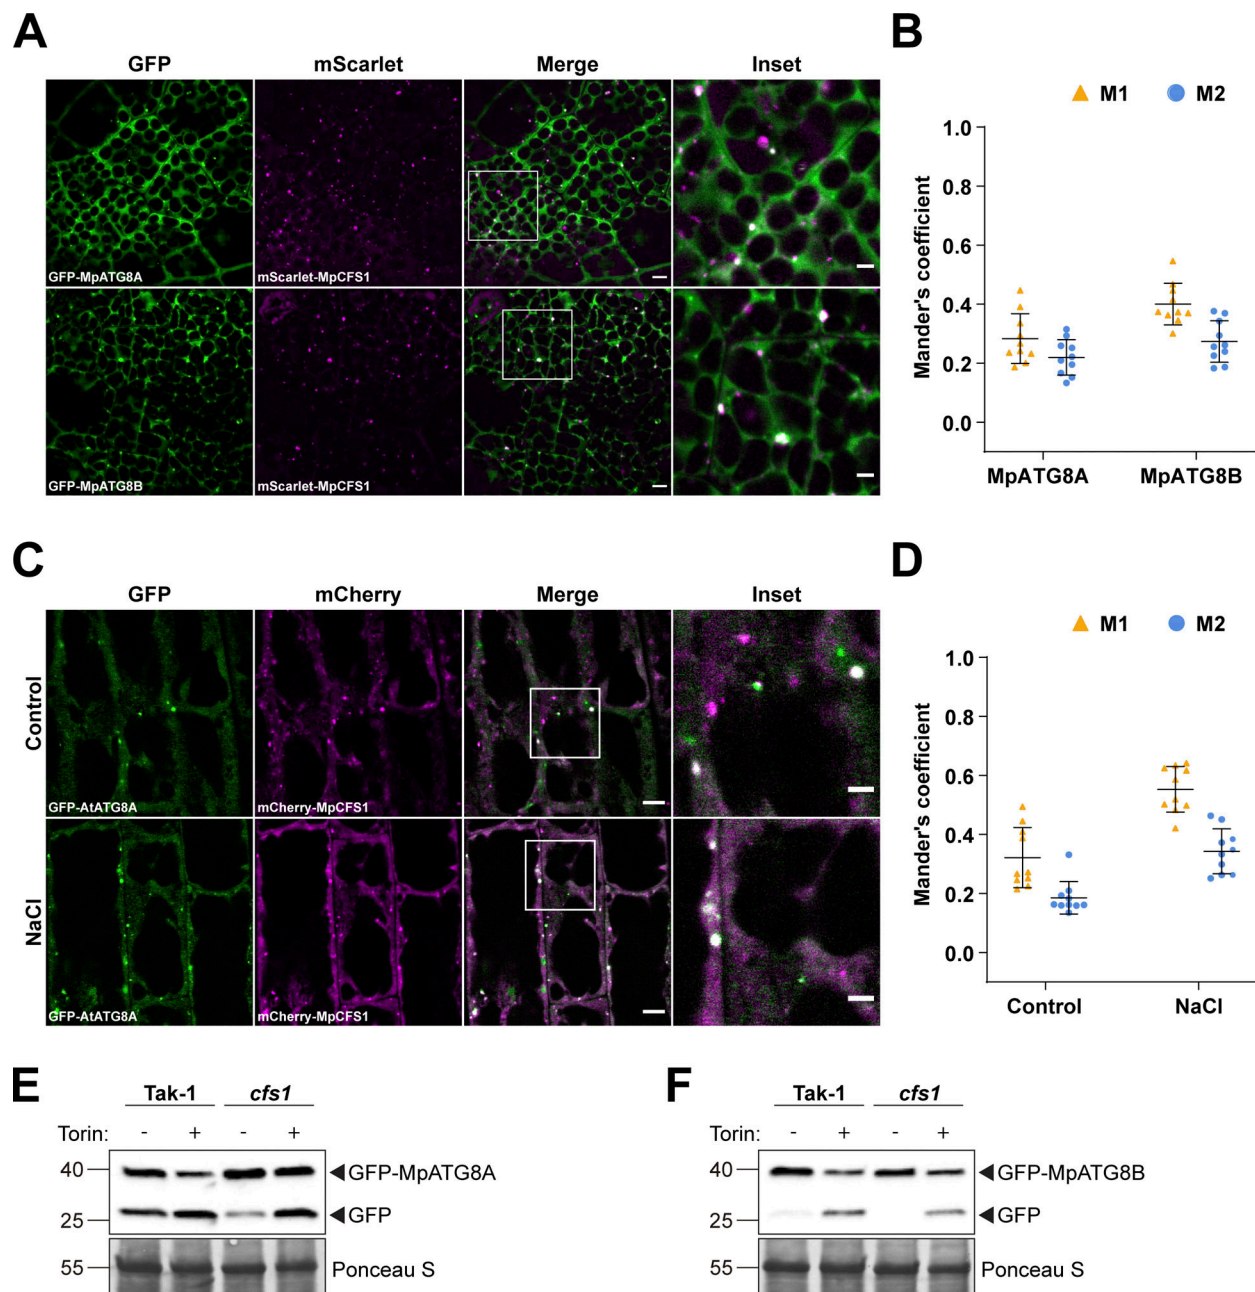 A
GFP mScarlet Merge Inset
GFP-MpATG8A mScarlet-MpCFS1
GFP-MpATG8B mScarlet-MpCFS1
B
M1 M2
Mander's coefficient
1.0
0.8
0.6
0.4
0.2
0.0
MpATG8A MpATG8B
C
GFP mCherry Merge Inset
Control
GFP-AtATG8A mCherry-MpCFS1
NaCl
GFP-AtATG8A mCherry-MpCFS1
D
M1 M2
Mander's coefficient
1.0
0.8
0.6
0.4
0.2
0.0
Control NaCl
E
Tak-1 cfs1
Torin: - + - +
40 GFP-MpATG8A
25 GFP
55 Ponceau S
F
Tak-1 cfs1
Torin: - + - +
40 GFP-MpATG8B
25 GFP
55 Ponceau S